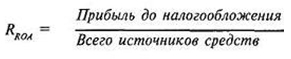 Прибыль до налогообложения
R_ROA =
Всего источников средств